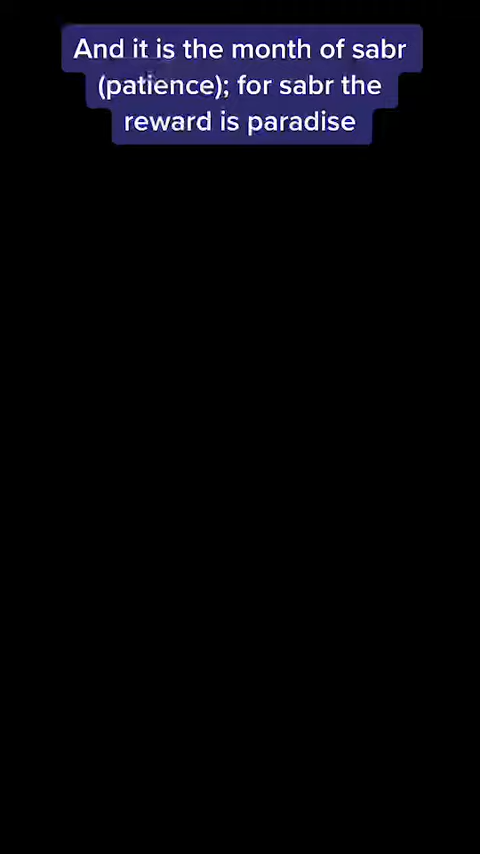 And it is the month of sabr
(patience); for sabr the
reward is paradise